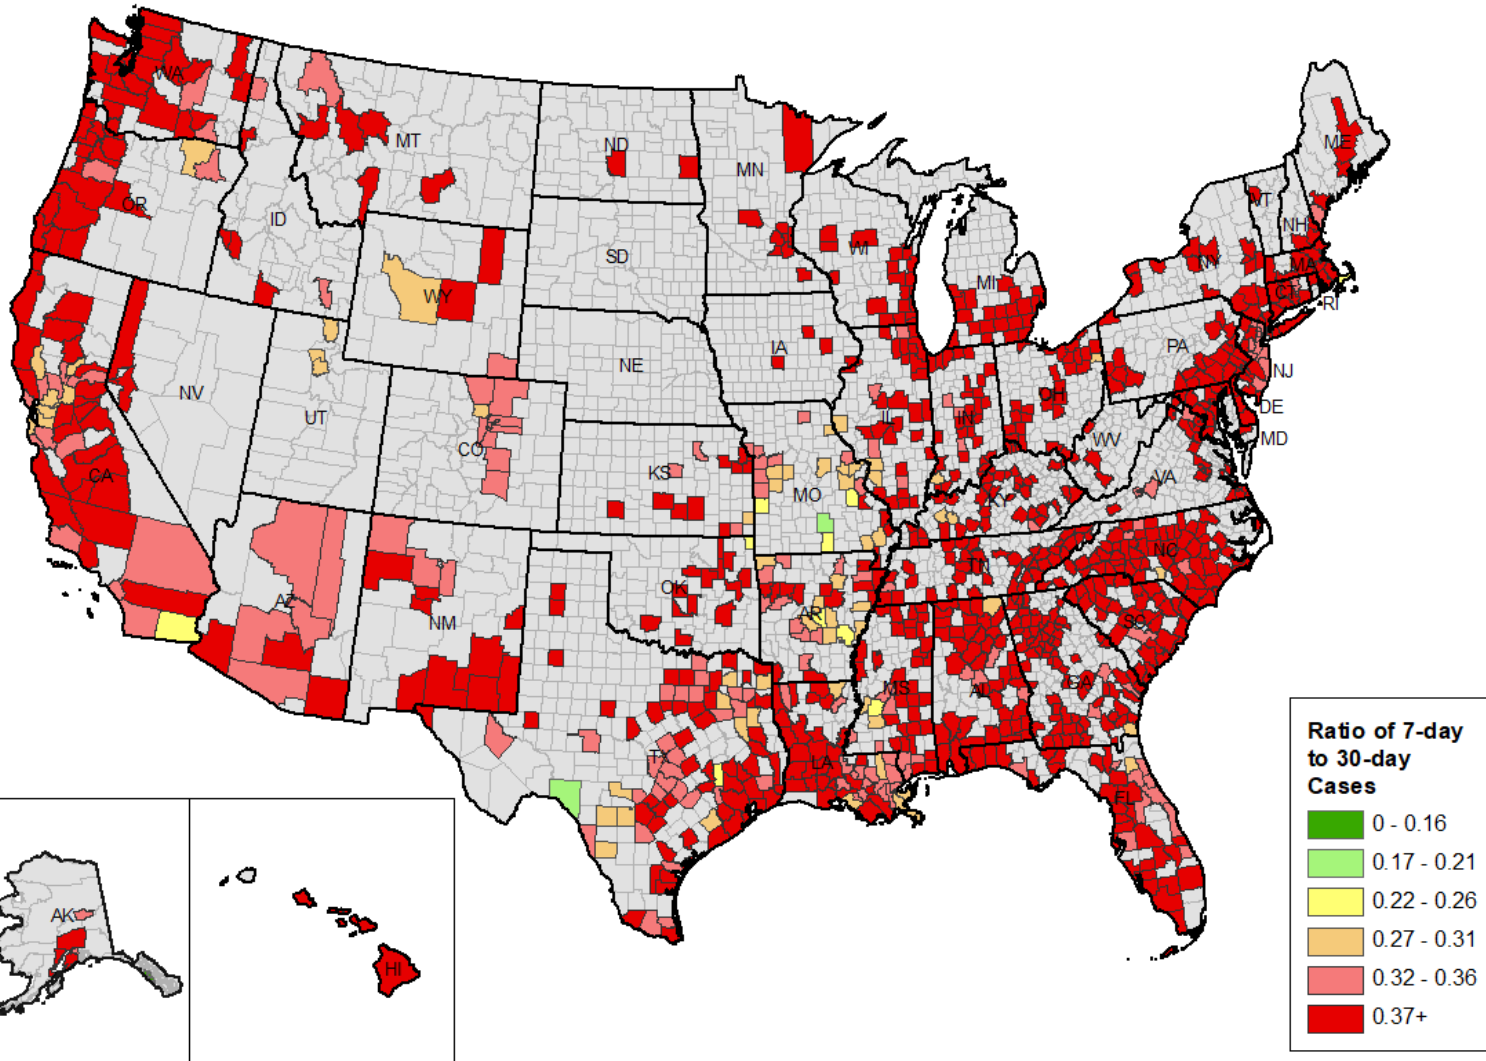 WA
MT
ND
MN
ME
OR
ID
SD
WI
VT
NH
NY
MA
MI
CT
RI
WY
IA
NE
PA
NJ
NV
UT
CO
IL
IN
OH
DE
MD
WV
CA
KS
MO
KY
VA
AZ
NM
OK
AR
TN
NC
SC
MS
AL
GA
TX
LA
FL
AK
HI
Ratio of 7-day
to 30-day
Cases
0 - 0.16
0.17 - 0.21
0.22 - 0.26
0.27 - 0.31
0.32 - 0.36
0.37+